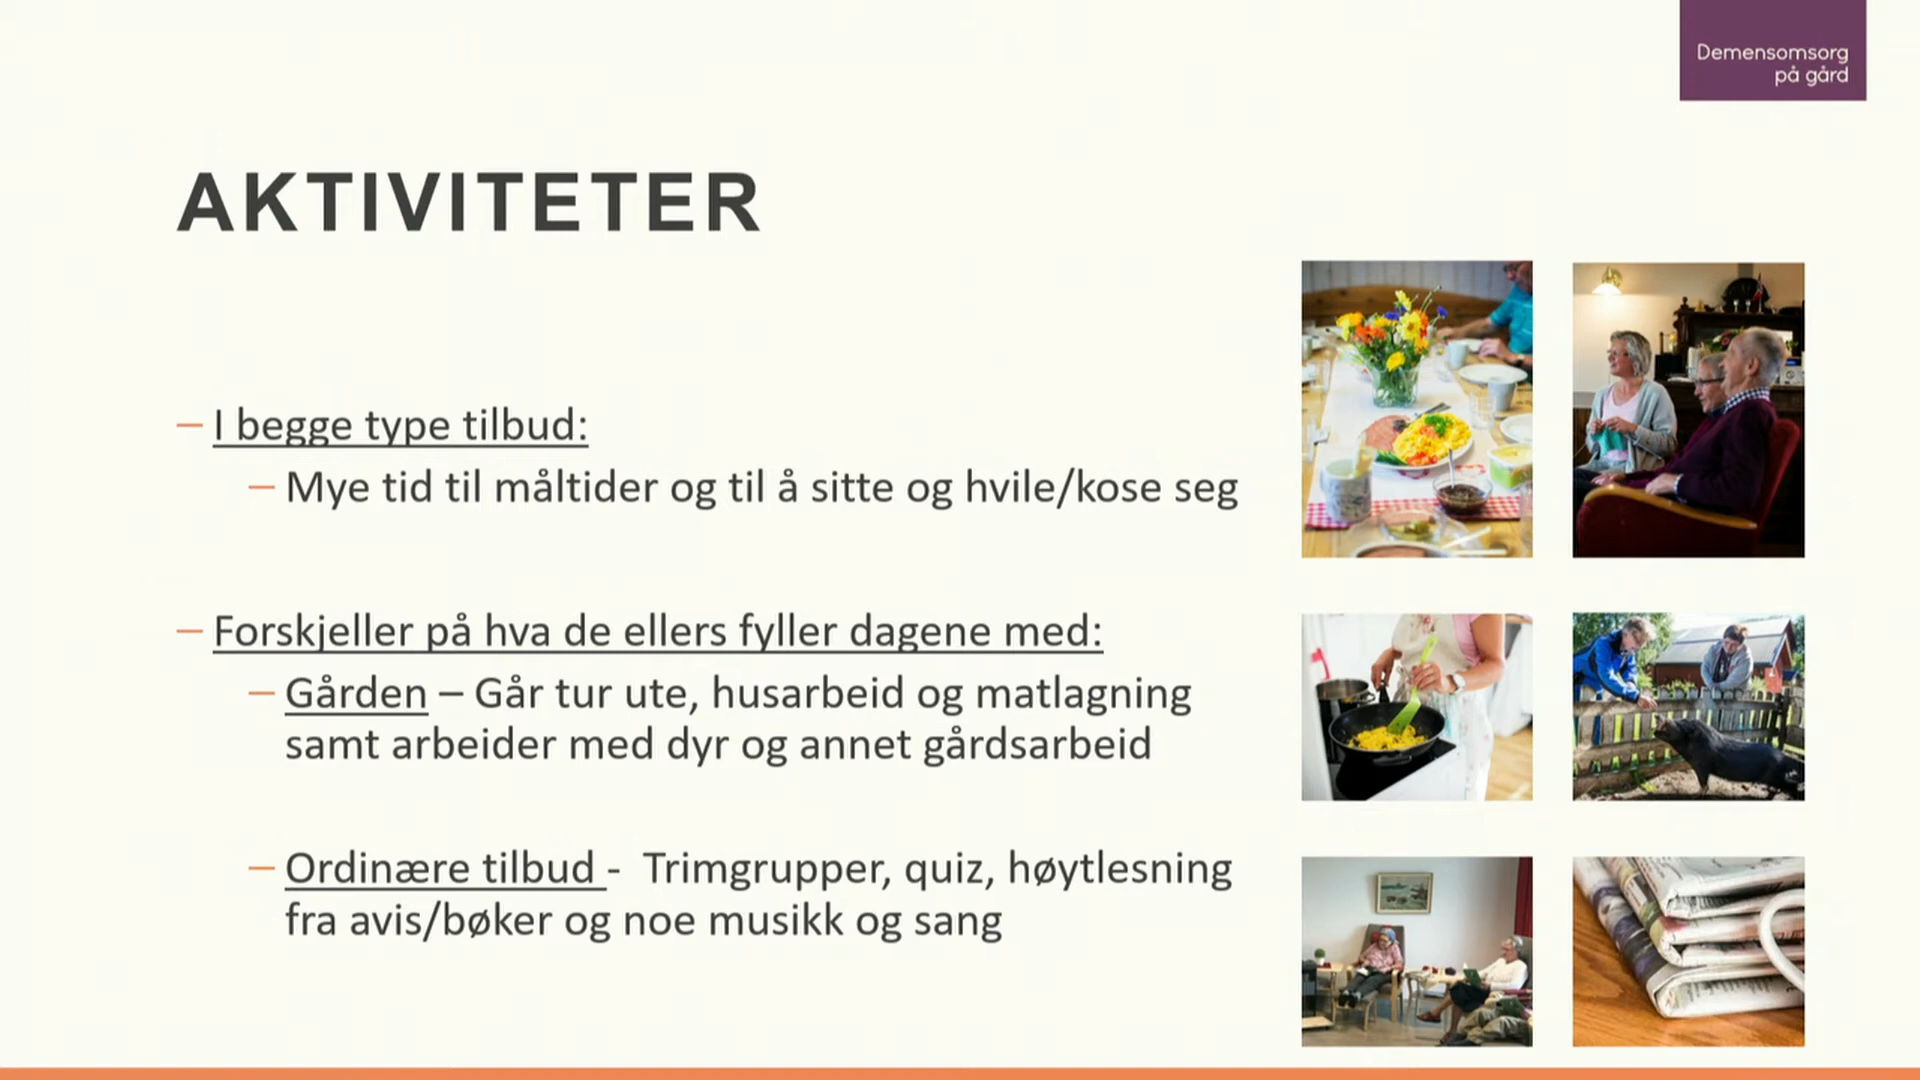 Demensomsorg
på gård
AKTIVITETER
– I begge type tilbud:
– Mye tid til måltider og til å sitte og hvile/kose seg
– Forskjeller på hva de ellers fyller dagene med:
– Gården – Går tur ute, husarbeid og matlagning
samt arbeider med dyr og annet gårdsarbeid
– Ordinære tilbud - Trimgrupper, quiz, høytlesning
fra avis/bøker og noe musikk og sang